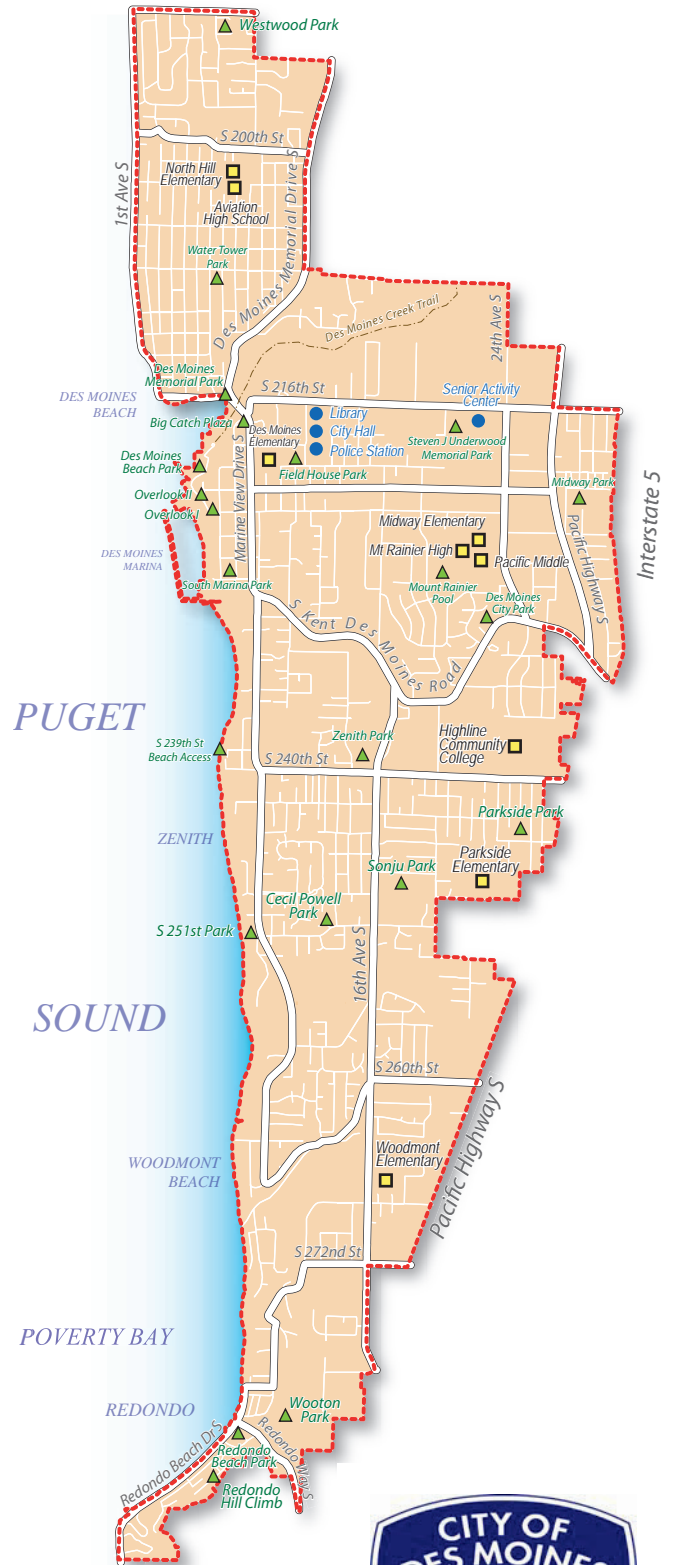 Westwood Park
S 200th St
1st Ave S
North Hill
Elementary
Aviation
High School
Des Moines Memorial Drive S
Water Tower
Park
Des Moines Creek Trail
24th Ave S
Des Moines
Memorial Park
DES MOINES
BEACH
S 216th St
Senior Activity
Center
Big Catch Plaza
Library
City Hall
Police Station
Des Moines
Elementary
Steven J Underwood
Memorial Park
Marine View Drive S
Field House Park
Des Moines
Beach Park
Midway Park
Interstate 5
Overlook II
Overlook I
Midway Elementary
Mt Rainier High
Pacific Middle
Pacific Highway S
DES MOINES
MARINA
South Marina Park
Mount Rainier
Pool
Des Moines
City Park
S Kent Des Moines Road
PUGET
S 239th St
Beach Access
Zenith Park
Highline
Community
College
S 240th St
ZENITH
Parkside Park
Sonju Park
Parkside
Elementary
Cecil Powell
Park
S 251st Park
16th Ave S
SOUND
S 260th St
Pacific Highway S
WOODMONT
BEACH
Woodmont
Elementary
S 272nd St
POVERTY BAY
REDONDO
Wooton
Park
Redondo Beach Dr S
Redondo Way S
Redondo
Beach Park
Redondo
Hill Climb
CITY OF
DES MOINES